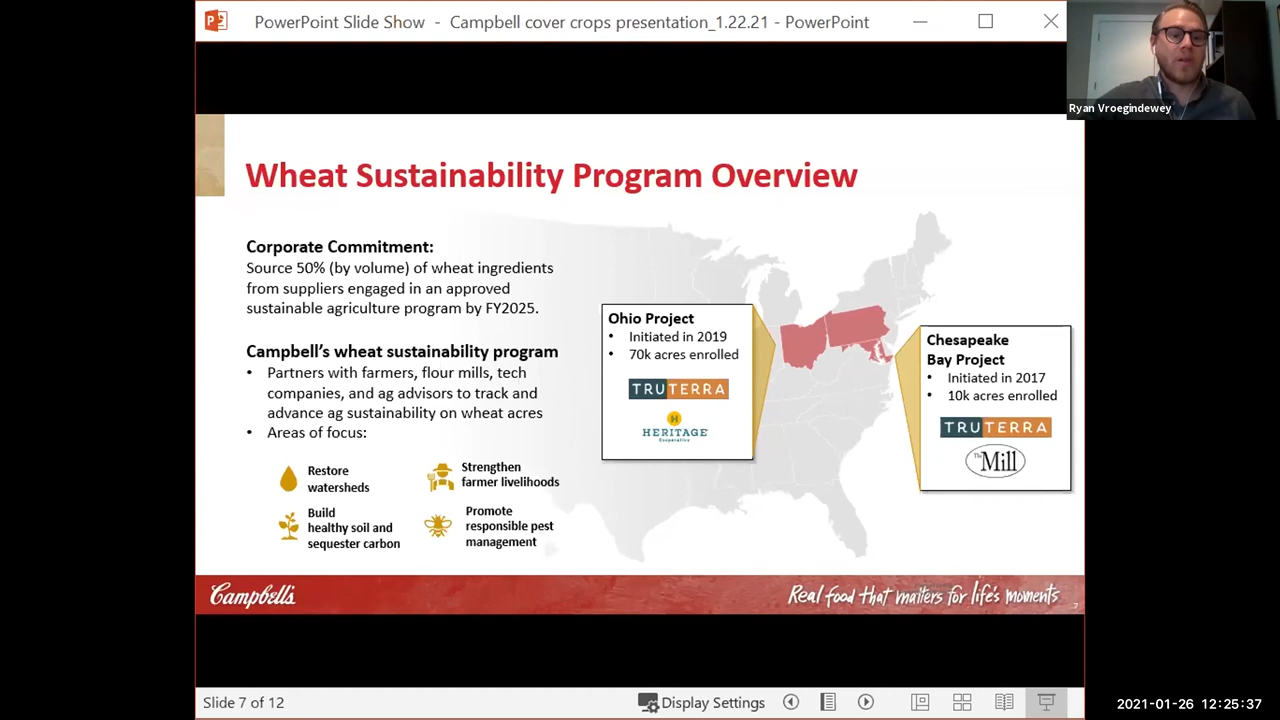 PowerPoint Slide Show - Campbell cover crops presentation_1.22.21 - PowerPoint
Ryan Vroegindewey
Wheat Sustainability Program Overview
Corporate Commitment:
Source 50% (by volume) of wheat ingredients
from suppliers engaged in an approved
sustainable agriculture program by FY2025.
Campbell's wheat sustainability program
• Partners with farmers, flour mills, tech
companies, and ag advisors to track and
advance ag sustainability on wheat acres
• Areas of focus:
Restore
watersheds
Strengthen
farmer livelihoods
Build
healthy soil and
sequester carbon
Promote
responsible pest
management
Ohio Project
• Initiated in 2019
• 70k acres enrolled
TRUTERRA
HERITAGE
Cooperative
Chesapeake
Bay Project
• Initiated in 2017
• 10k acres enrolled
TRUTERRA
The Mill
Campbell's
Real food that matters for life's moments
7
Slide 7 of 12
Display Settings
2021-01-26 12:25:37